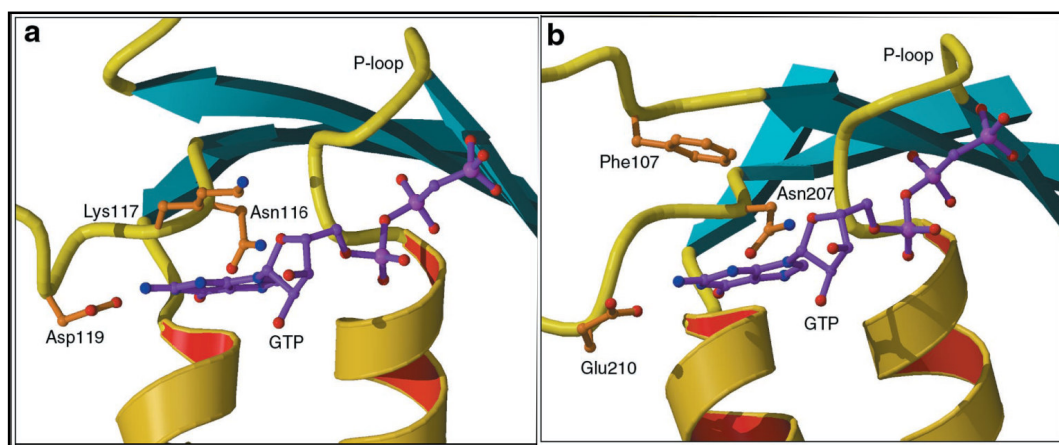 a
P-loop
Lys117
Asn116
Asp119
GTP
b
P-loop
Phe107
Asn207
GTP
Glu210